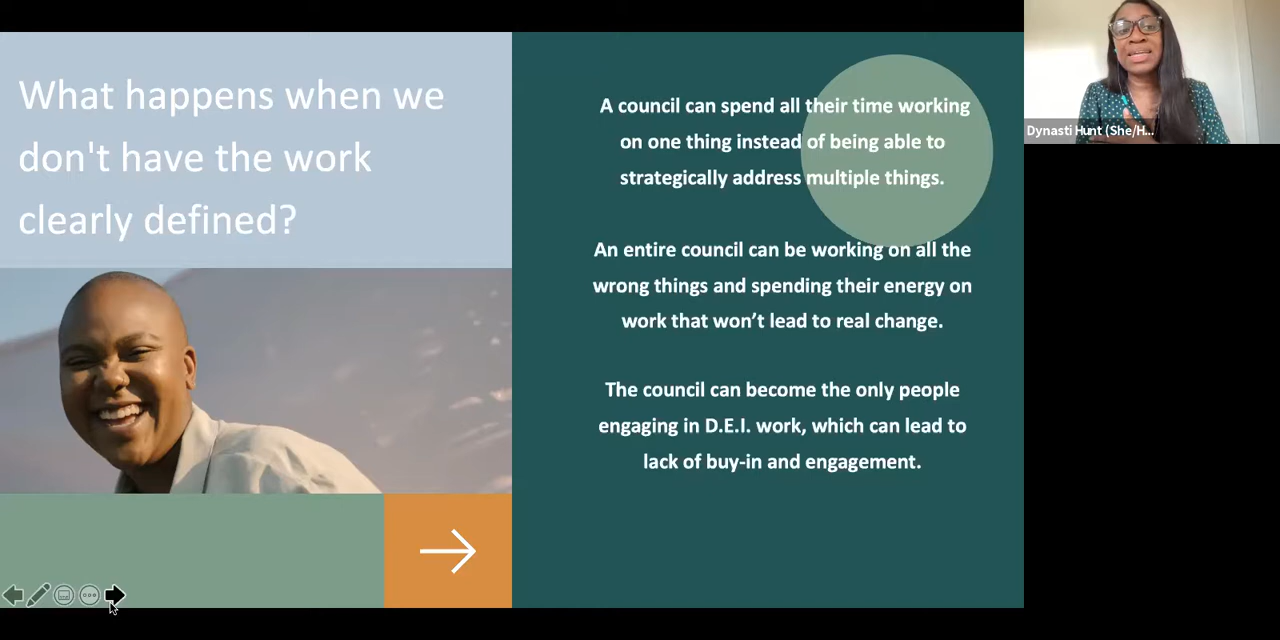 What happens when we
don't have the work
clearly defined?
A council can spend all their time working
on one thing instead of being able to
strategically address multiple things.
An entire council can be working on all the
wrong things and spending their energy on
work that won’t lead to real change.
The council can become the only people
engaging in D.E.I. work, which can lead to
lack of buy-in and engagement.
Dynasti Hunt (She/H...